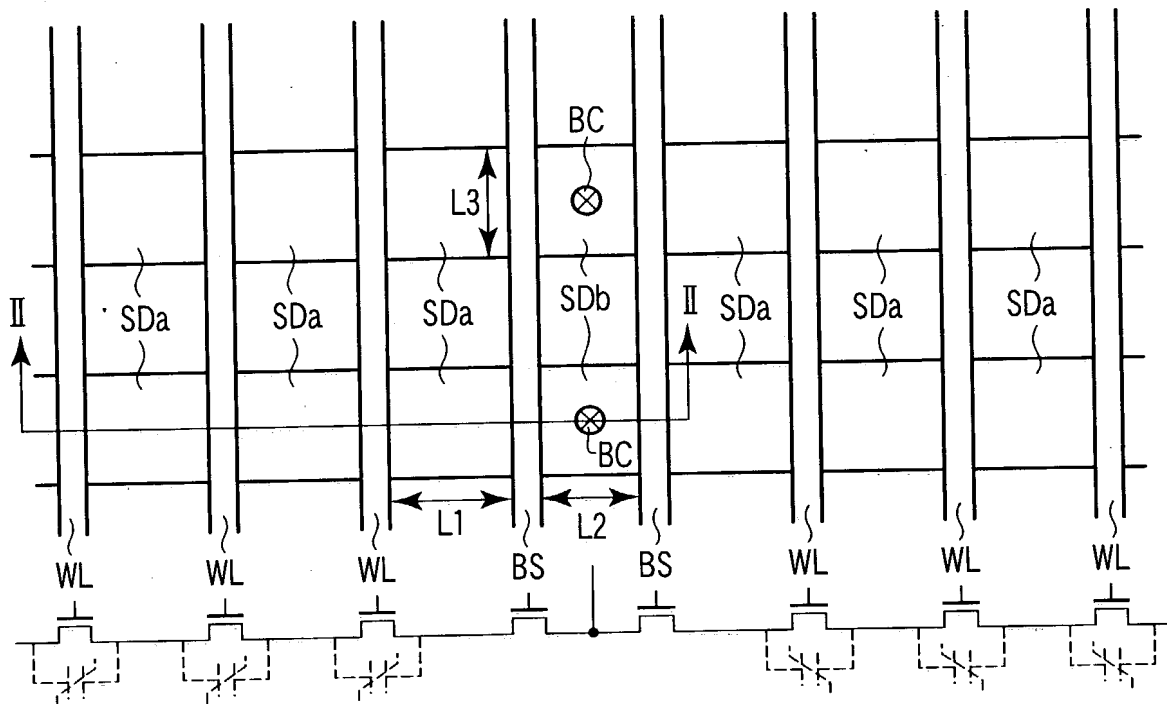 BC
L3
II SDa SDa SDa SDb II SDa SDa SDa
BC
L1 L2
WL WL WL BS BS WL WL WL